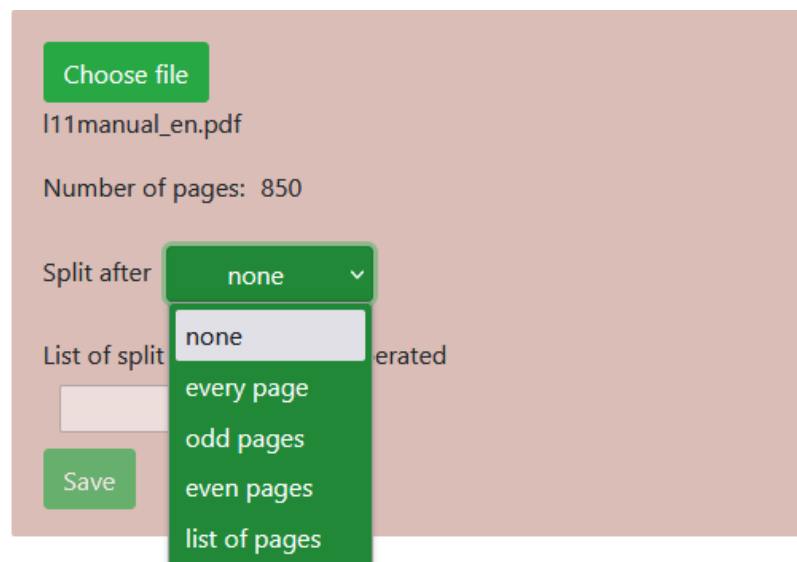 Choose file
l11manual_en.pdf
Number of pages: 850
Split after none
none
List of split erated
every page
odd pages
Save
even pages
list of pages